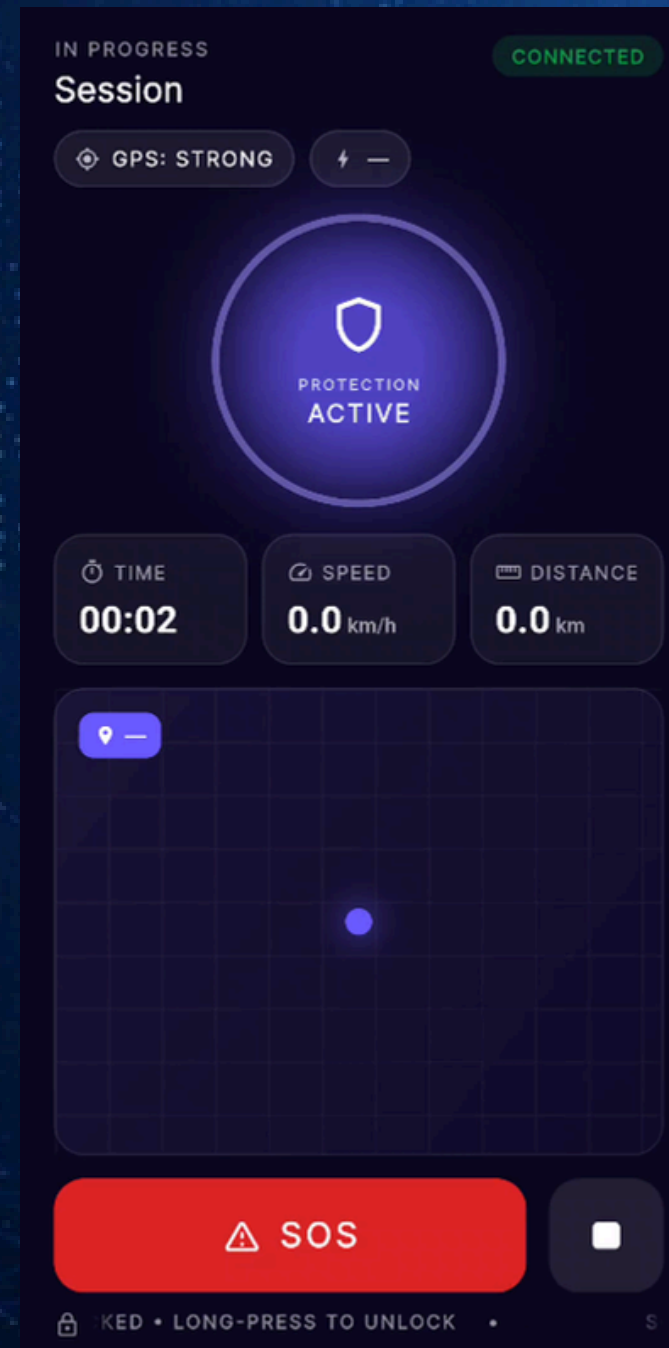 IN PROGRESS
CONNECTED
Session
GPS: STRONG
—
PROTECTION
ACTIVE
TIME
SPEED
DISTANCE
00:02
0.0 km/h
0.0 km
—
SOS
• LONG-PRESS TO UNLOCK •